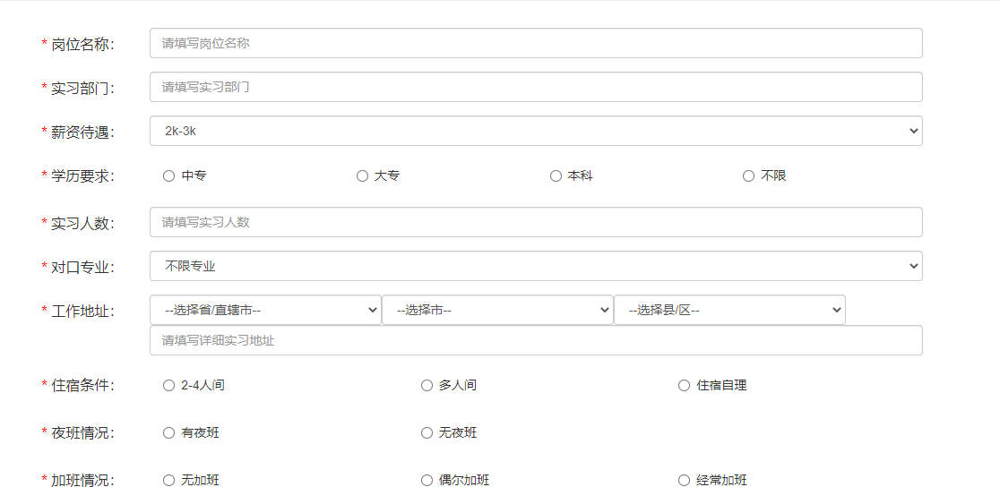 * 岗位名称： 请填写岗位名称
* 实习部门： 请填写实习部门
* 薪资待遇： 2k-3k
* 学历要求： 中专 大专 本科 不限
* 实习人数： 请填写实习人数
* 对口专业： 不限专业
* 工作地址： --选择省/直辖市-- --选择市-- --选择县/区--
请填写详细实习地址
* 住宿条件： 2-4人间 多人间 住宿自理
* 夜班情况： 有夜班 无夜班
* 加班情况： 无加班 偶尔加班 经常加班